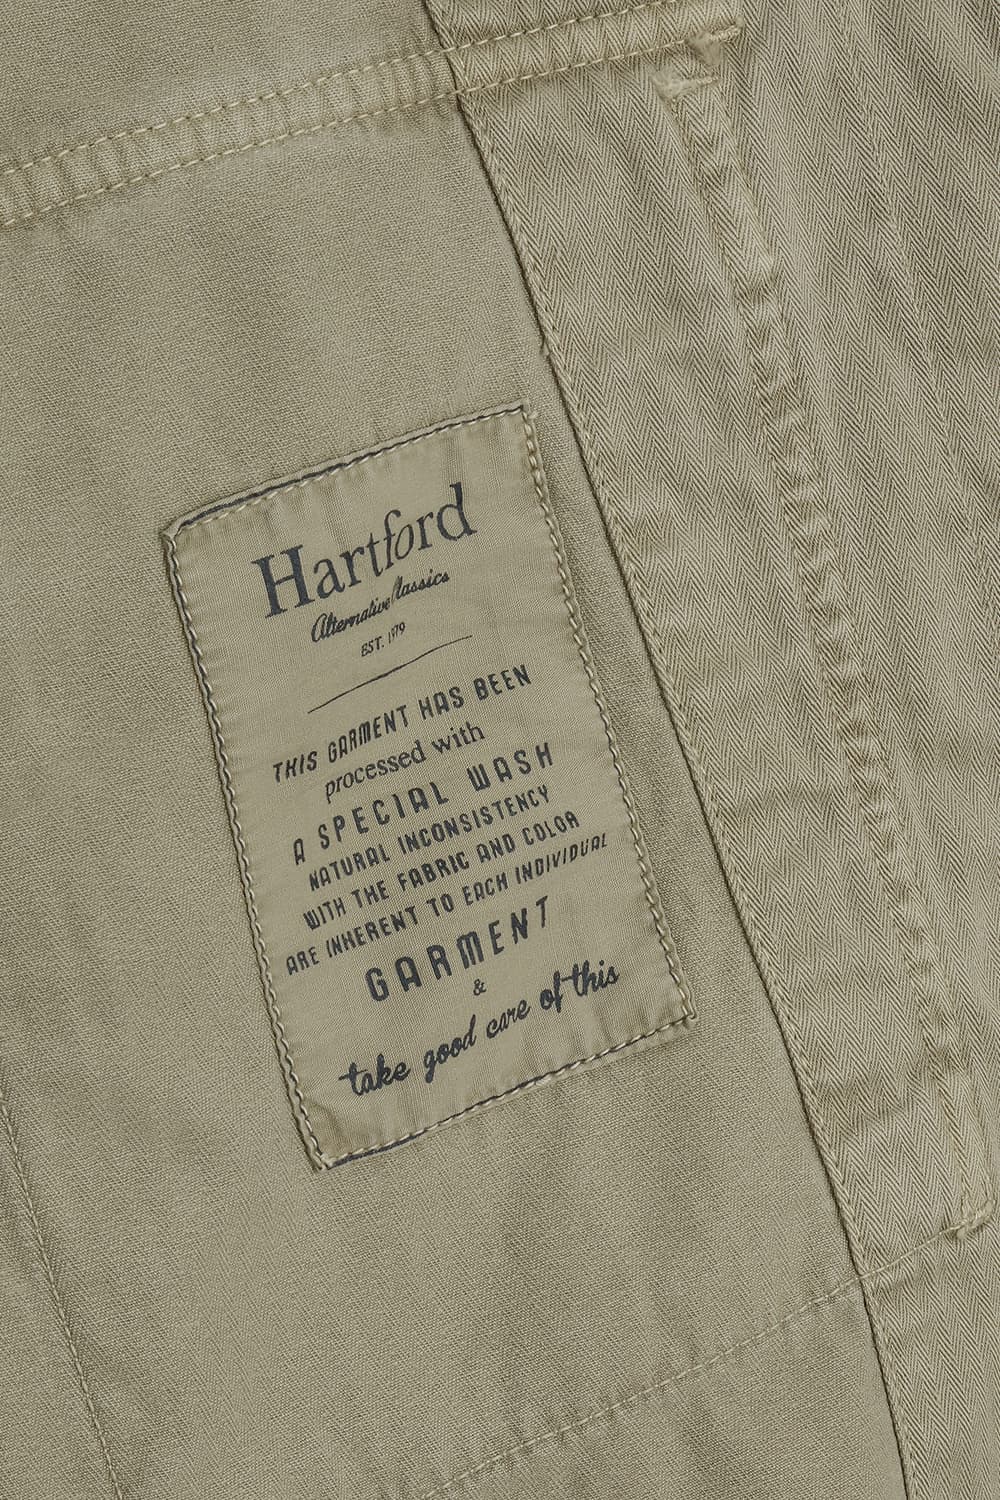 Hartford
Alternative Classics
EST. 1979
THIS GARMENT HAS BEEN
processed with
A SPECIAL WASH
NATURAL INCONSISTENCY
WITH THE FABRIC AND COLOR
ARE INHERENT TO EACH INDIVIDUAL
GARMENT
&
take good care of this